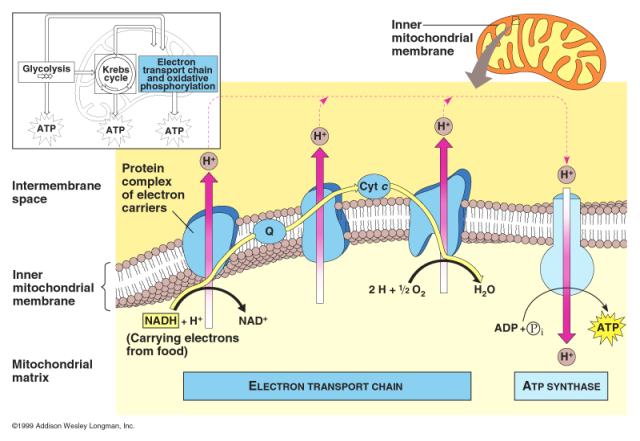 Glycolysis
Krebs
cycle
Electron
transport chain
and oxidative
phosphorylation
ATP
ATP
ATP
Inner
mitochondrial
membrane
H+
H+
H+
H+
Protein
complex
of electron
carriers
Intermembrane
space
Q
Cyt c
Inner
mitochondrial
membrane
NADH + H+
NAD+
(Carrying electrons
from food)
2 H + ½ O2
H2O
ADP + Pi
ATP
H+
Mitochondrial
matrix
ELECTRON TRANSPORT CHAIN
ATP SYNTHASE
©1999 Addison Wesley Longman, Inc.